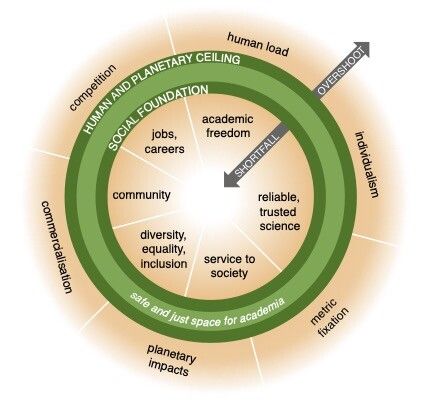 human load
OVERSHOOT
competition
HUMAN AND PLANETARY CEILING
SOCIAL FOUNDATION
academic
freedom
jobs,
careers
SHORTFALL
individualism
community
reliable,
trusted
science
commercialisation
diversity,
equality,
inclusion
service to
society
safe and just space for academia
metric
fixation
planetary
impacts